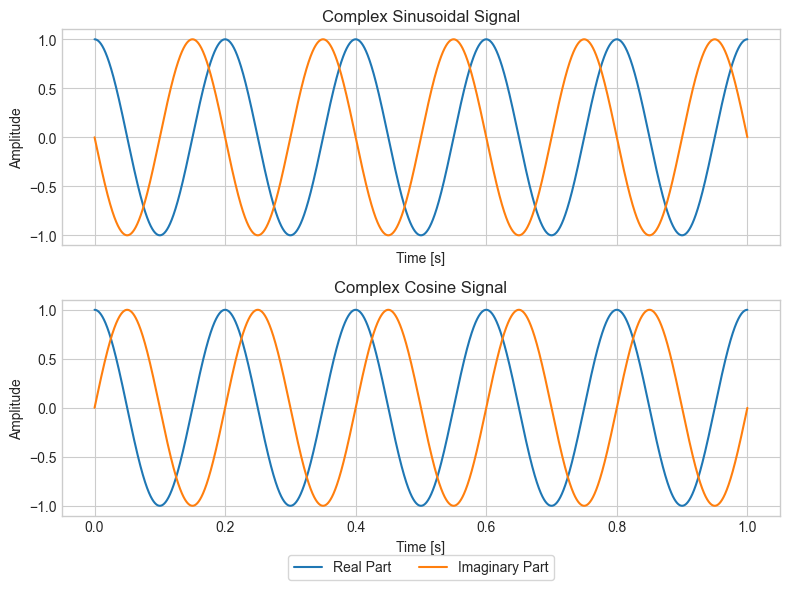 Complex Sinusoidal Signal
1.0
0.5
0.0
−0.5
−1.0
Amplitude
Time [s]
Complex Cosine Signal
1.0
0.5
0.0
−0.5
−1.0
Amplitude
0.0 0.2 0.4 0.6 0.8 1.0
Time [s]
Real Part Imaginary Part